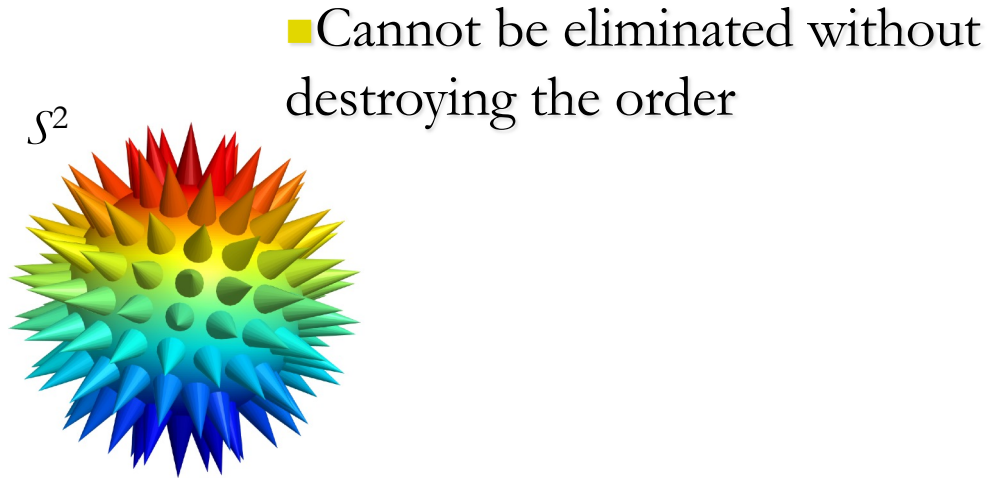 Cannot be eliminated without
destroying the order
S²